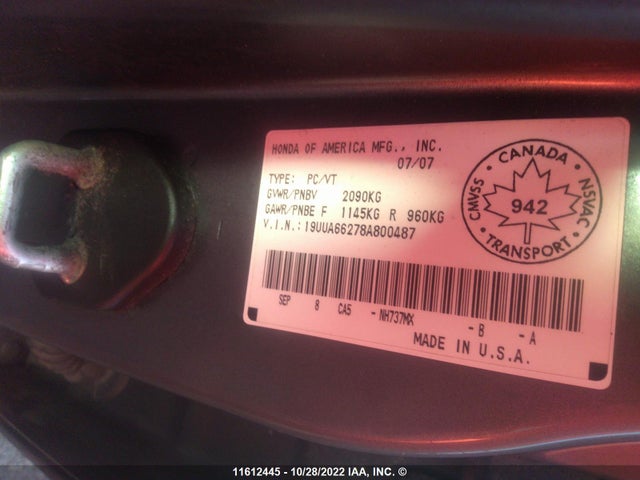 HONDA OF AMERICA MFG., INC.
07/07
TYPE: PC/VT
GVWR/PNBV 2090KG
GAWR/PNBE F 1145KG R 960KG
V.I.N.: 19UUA66278A800487
CANADA
CMVSS
NSVAC
942
TRANSPORT
SEP 8 CA5 - NH737MX - B - A
MADE IN U.S.A.
11612445 - 10/28/2022 IAA, INC. ©